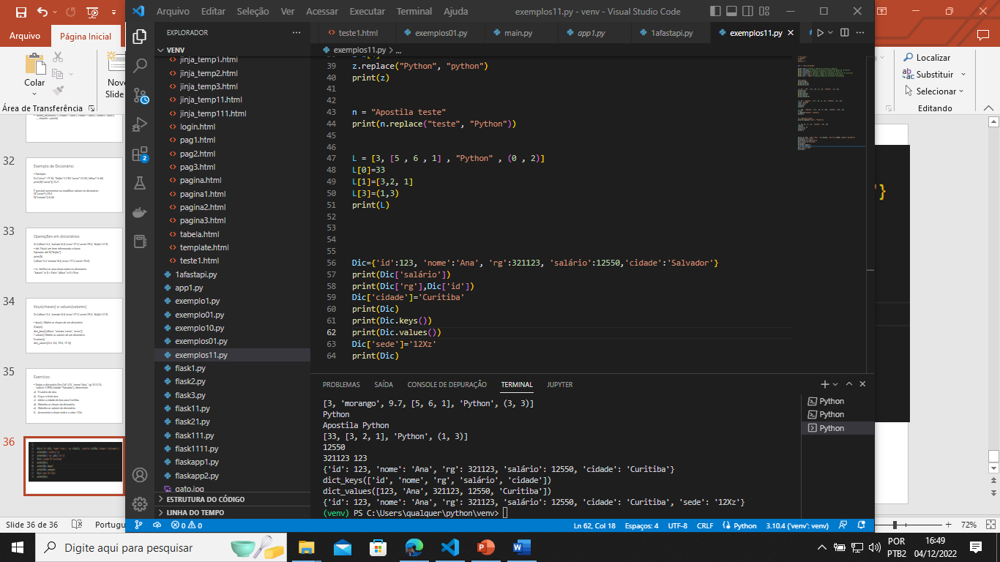 Arquivo
Página Inicial
Colar
Novo
Slide
Área de Transferência
32
Exemplo de Dicionário:
33
Operações em dicionários
34
Keys(chaves) e values(valores)
35
Exercício:
36
Slide 36 de 36
Portugu
Arquivo Editar Seleção Ver Acessar Executar Terminal Ajuda
exemplos11.py - venv - Visual Studio Code
EXPLORADOR
VENV
jinja_temp1.html
jinja_temp2.html
jinja_temp3.html
jinja_temp11.html
jinja_temp111.html
login.html
pag1.html
pag2.html
pag3.html
pagina.html
pagina1.html
pagina2.html
pagina3.html
tabela.html
template.html
teste1.html
1afastapi.py
app1.py
exemplo1.py
exemplo01.py
exemplo10.py
exemplos01.py
exemplos11.py
flask1.py
flask2.py
flask3.py
flask11.py
flask21.py
flask111.py
flask1111.py
flaskapp1.py
flaskapp2.py
gato.jpg
ESTRUTURA DO CÓDIGO
LINHA DO TEMPO
2
teste1.html exemplos01.py main.py app1.py 1afastapi.py exemplos11.py
exemplos11.py > ...
39 z.replace("Python", "python")
40 print(z)
41
42
43 n = "Apostila teste"
44 print(n.replace("teste", "Python"))
45
46
47 L = [3, [5 , 6 , 1] , "Python" , (0 , 2)]
48 L[0]=33
49 L[1]=[3,2, 1]
50 L[3]=(1,3)
51 print(L)
52
53
54
55
56 Dic={'id':123, 'nome':'Ana', 'rg':321123, 'salário':12550,'cidade':'Salvador'}
57 print(Dic['salário'])
58 print(Dic['rg'],Dic['id'])
59 Dic['cidade']='Curitiba'
60 print(Dic)
61 print(Dic.keys())
62 print(Dic.values())
63 Dic['sede']='12Xz'
64 print(Dic)
PROBLEMAS SAÍDA CONSOLE DE DEPURAÇÃO TERMINAL JUPYTER
[3, 'morango', 9.7, [5, 6, 1], 'Python', (3, 3)]
Python
Apostila Python
[33, [3, 2, 1], 'Python', (1, 3)]
12550
321123 123
{'id': 123, 'nome': 'Ana', 'rg': 321123, 'salário': 12550, 'cidade': 'Curitiba'}
dict_keys(['id', 'nome', 'rg', 'salário', 'cidade'])
dict_values([123, 'Ana', 321123, 12550, 'Curitiba'])
{'id': 123, 'nome': 'Ana', 'rg': 321123, 'salário': 12550, 'cidade': 'Curitiba', 'sede': '12Xz'}
(venv) PS C:\Users\qualquer\python\venv>
Python
Python
Python
0 0
Ln 62, Col 18 Espaços: 4 UTF-8 CRLF Python 3.10.4 ('venv': venv)
Localizar
Substituir
Selecionar
Editando
'}
72%
Digite aqui para pesquisar
POR
PTB2
16:49
04/12/2022